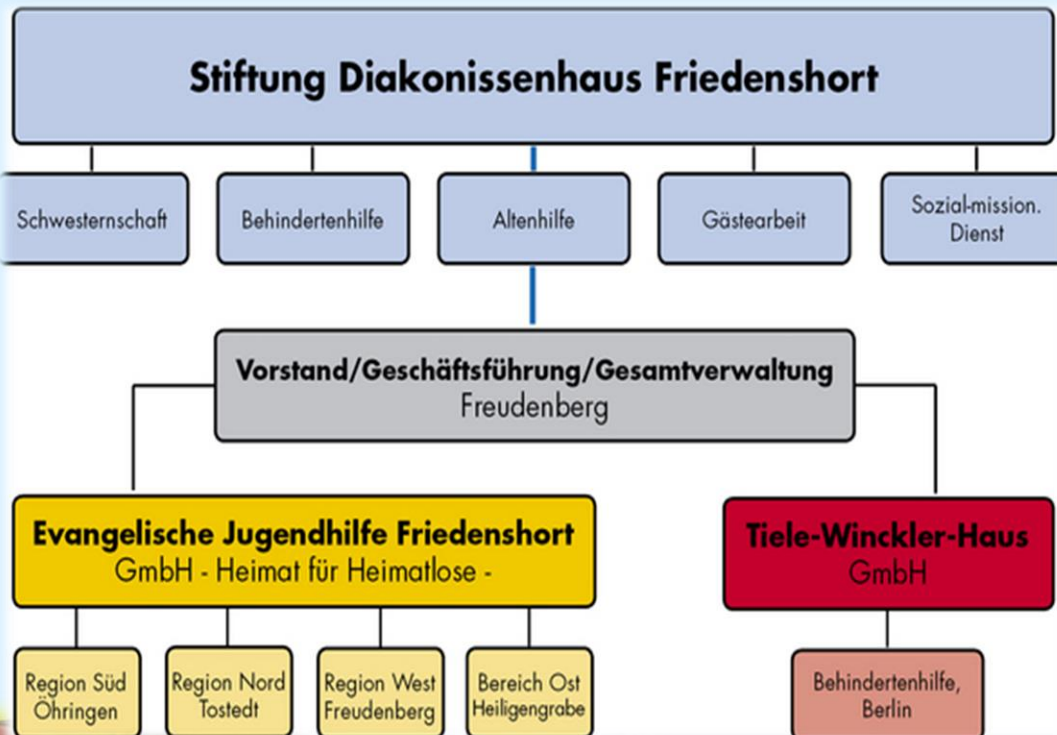 Stiftung Diakonissenhaus Friedenshort
Schwesternschaft
Behindertenhilfe
Altenhilfe
Gästearbeit
Sozial-mission.
Dienst
Vorstand/Geschäftsführung/Gesamtverwaltung
Freudenberg
Evangelische Jugendhilfe Friedenshort
GmbH - Heimat für Heimatlose -
Tiele-Winckler-Haus
GmbH
Region Süd
Öhringen
Region Nord
Tostedt
Region West
Freudenberg
Bereich Ost
Heiligengrabe
Behindertenhilfe,
Berlin